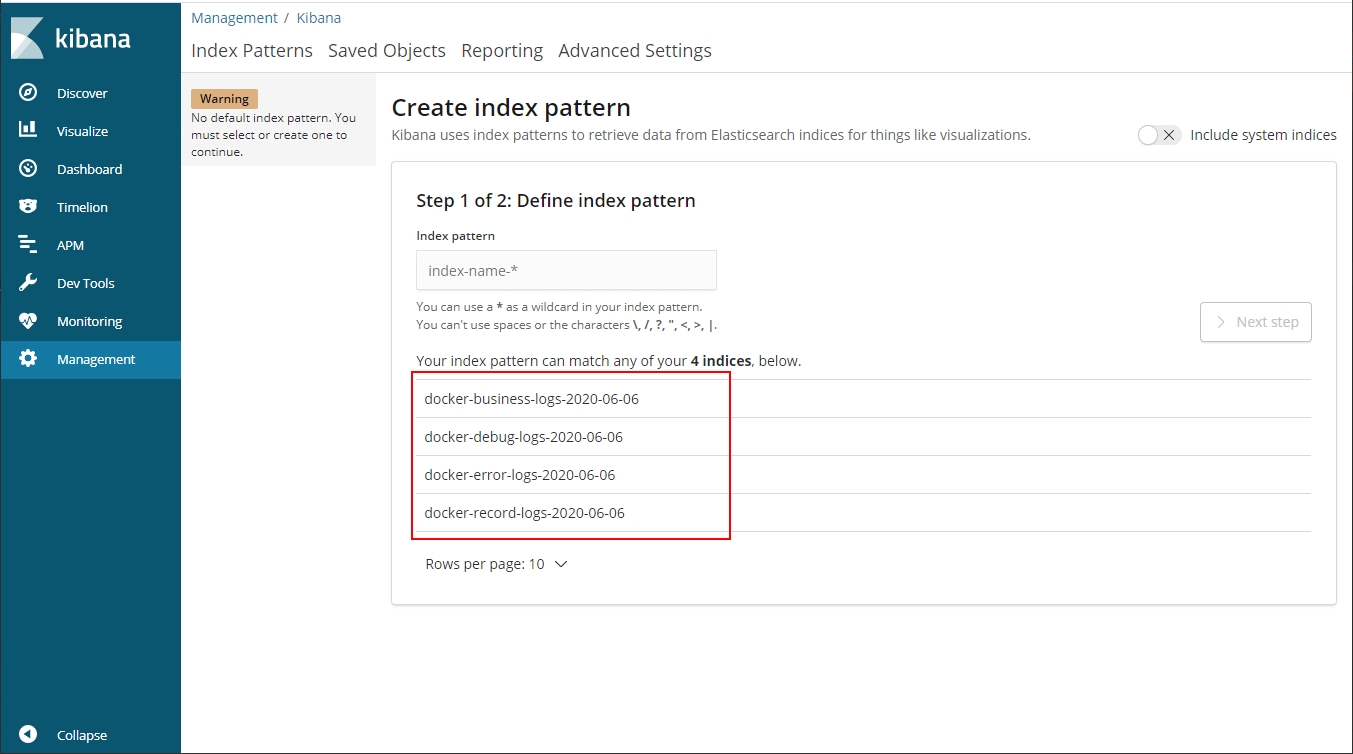 kibana
Discover
Visualize
Dashboard
Timelion
APM
Dev Tools
Monitoring
Management
Collapse
Management / Kibana
Index Patterns Saved Objects Reporting Advanced Settings
Warning
No default index pattern. You
must select or create one to
continue.
Create index pattern
Kibana uses index patterns to retrieve data from Elasticsearch indices for things like visualizations.
Include system indices
Step 1 of 2: Define index pattern
Index pattern
index-name-*
You can use a * as a wildcard in your index pattern.
You can't use spaces or the characters \, /, ?, ", <, >, |.
Next step
Your index pattern can match any of your 4 indices, below.
docker-business-logs-2020-06-06
docker-debug-logs-2020-06-06
docker-error-logs-2020-06-06
docker-record-logs-2020-06-06
Rows per page: 10